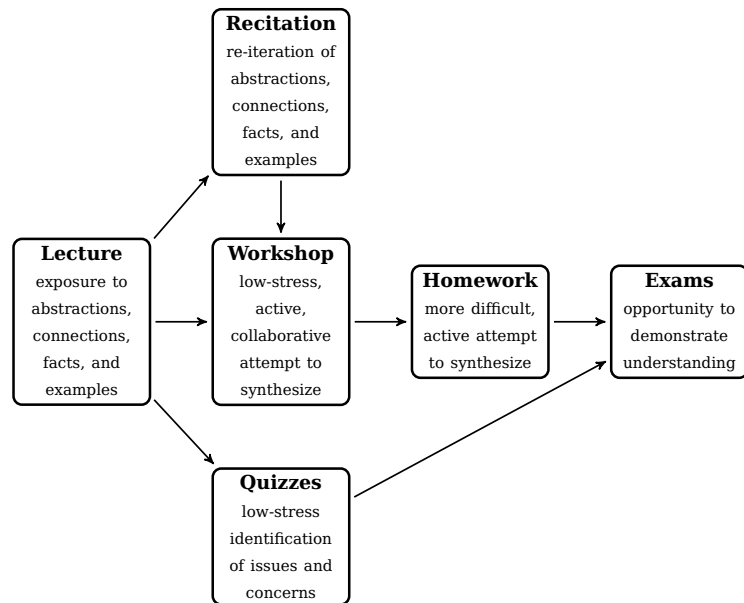 Recitation
re-iteration of
abstractions,
connections,
facts, and
examples
Lecture
exposure to
abstractions,
connections,
facts, and
examples
Workshop
low-stress,
active,
collaborative
attempt to
synthesize
Homework
more difficult,
active attempt
to synthesize
Exams
opportunity to
demonstrate
understanding
Quizzes
low-stress
identification
of issues and
concerns